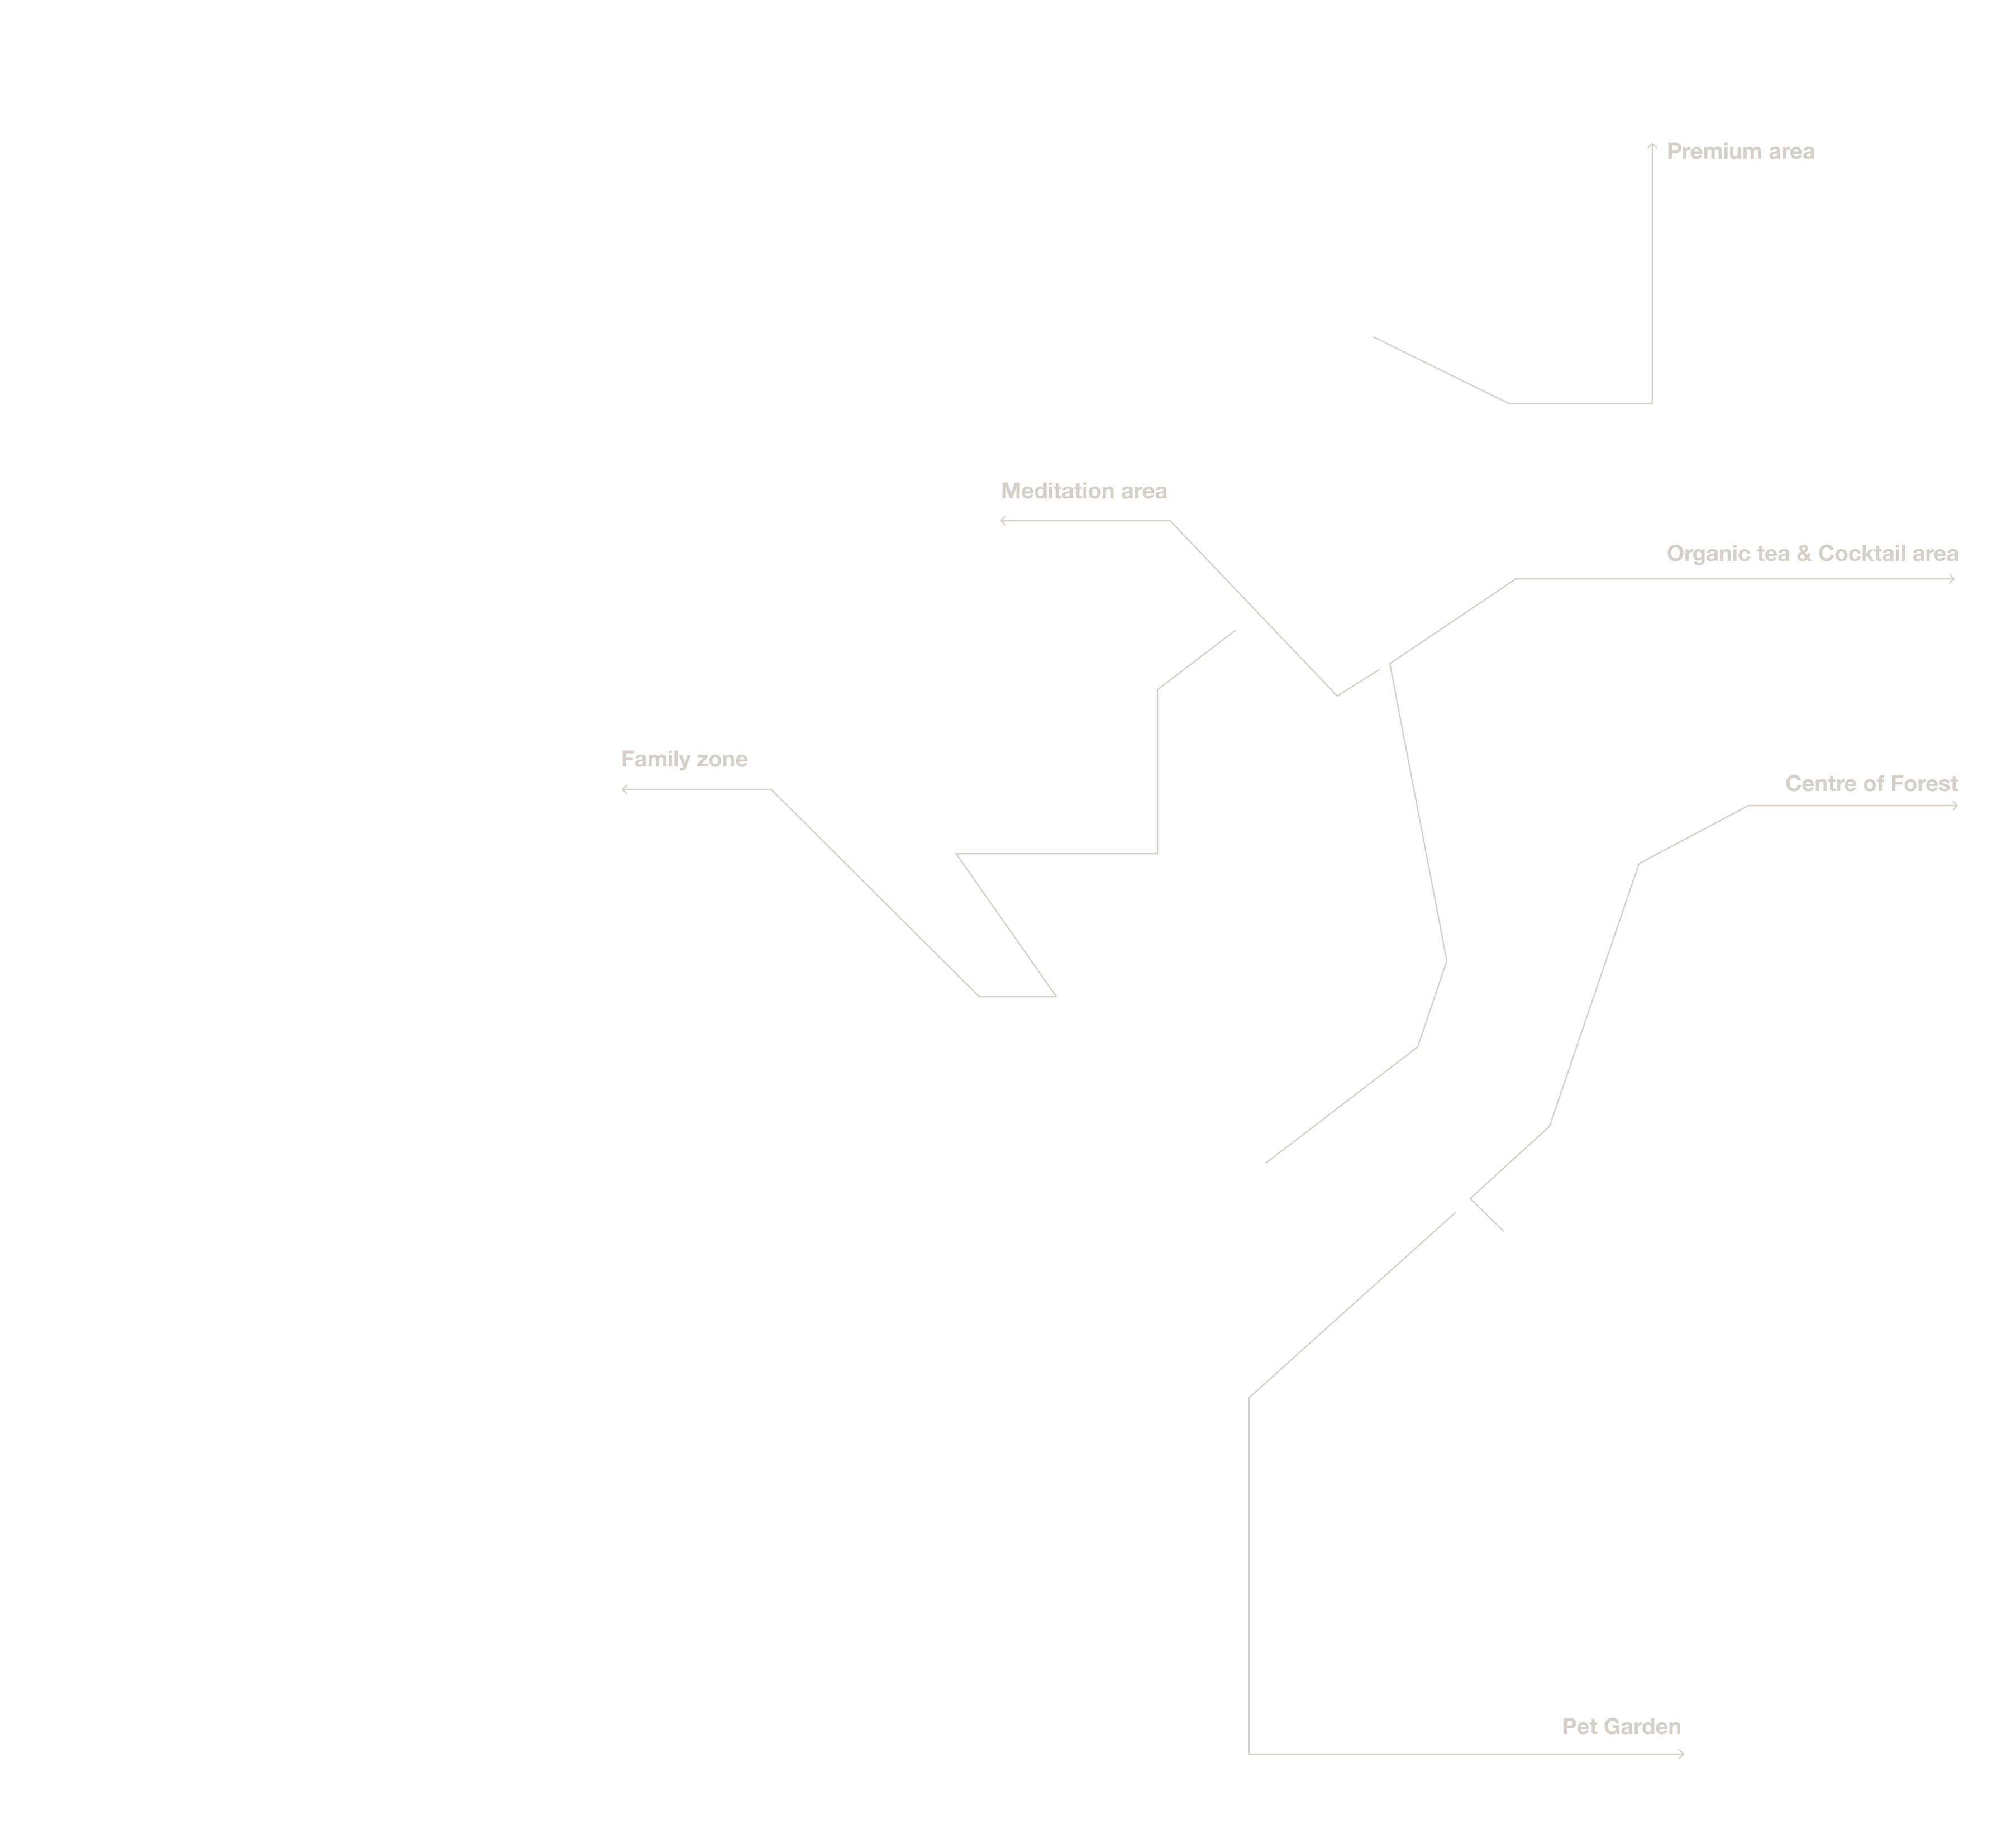 Premium area
Meditation area
Organic tea & Cocktail area
Family zone
Centre of Forest
Pet Garden